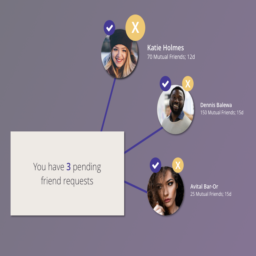 X
Katie Holmes
70 Mutual Friends, 12d
X
Dennis Balewa
150 Mutual Friends, 15d
You have 3 pending
friend requests
X
Avital Bar-Or
25 Mutual Friends, 15d